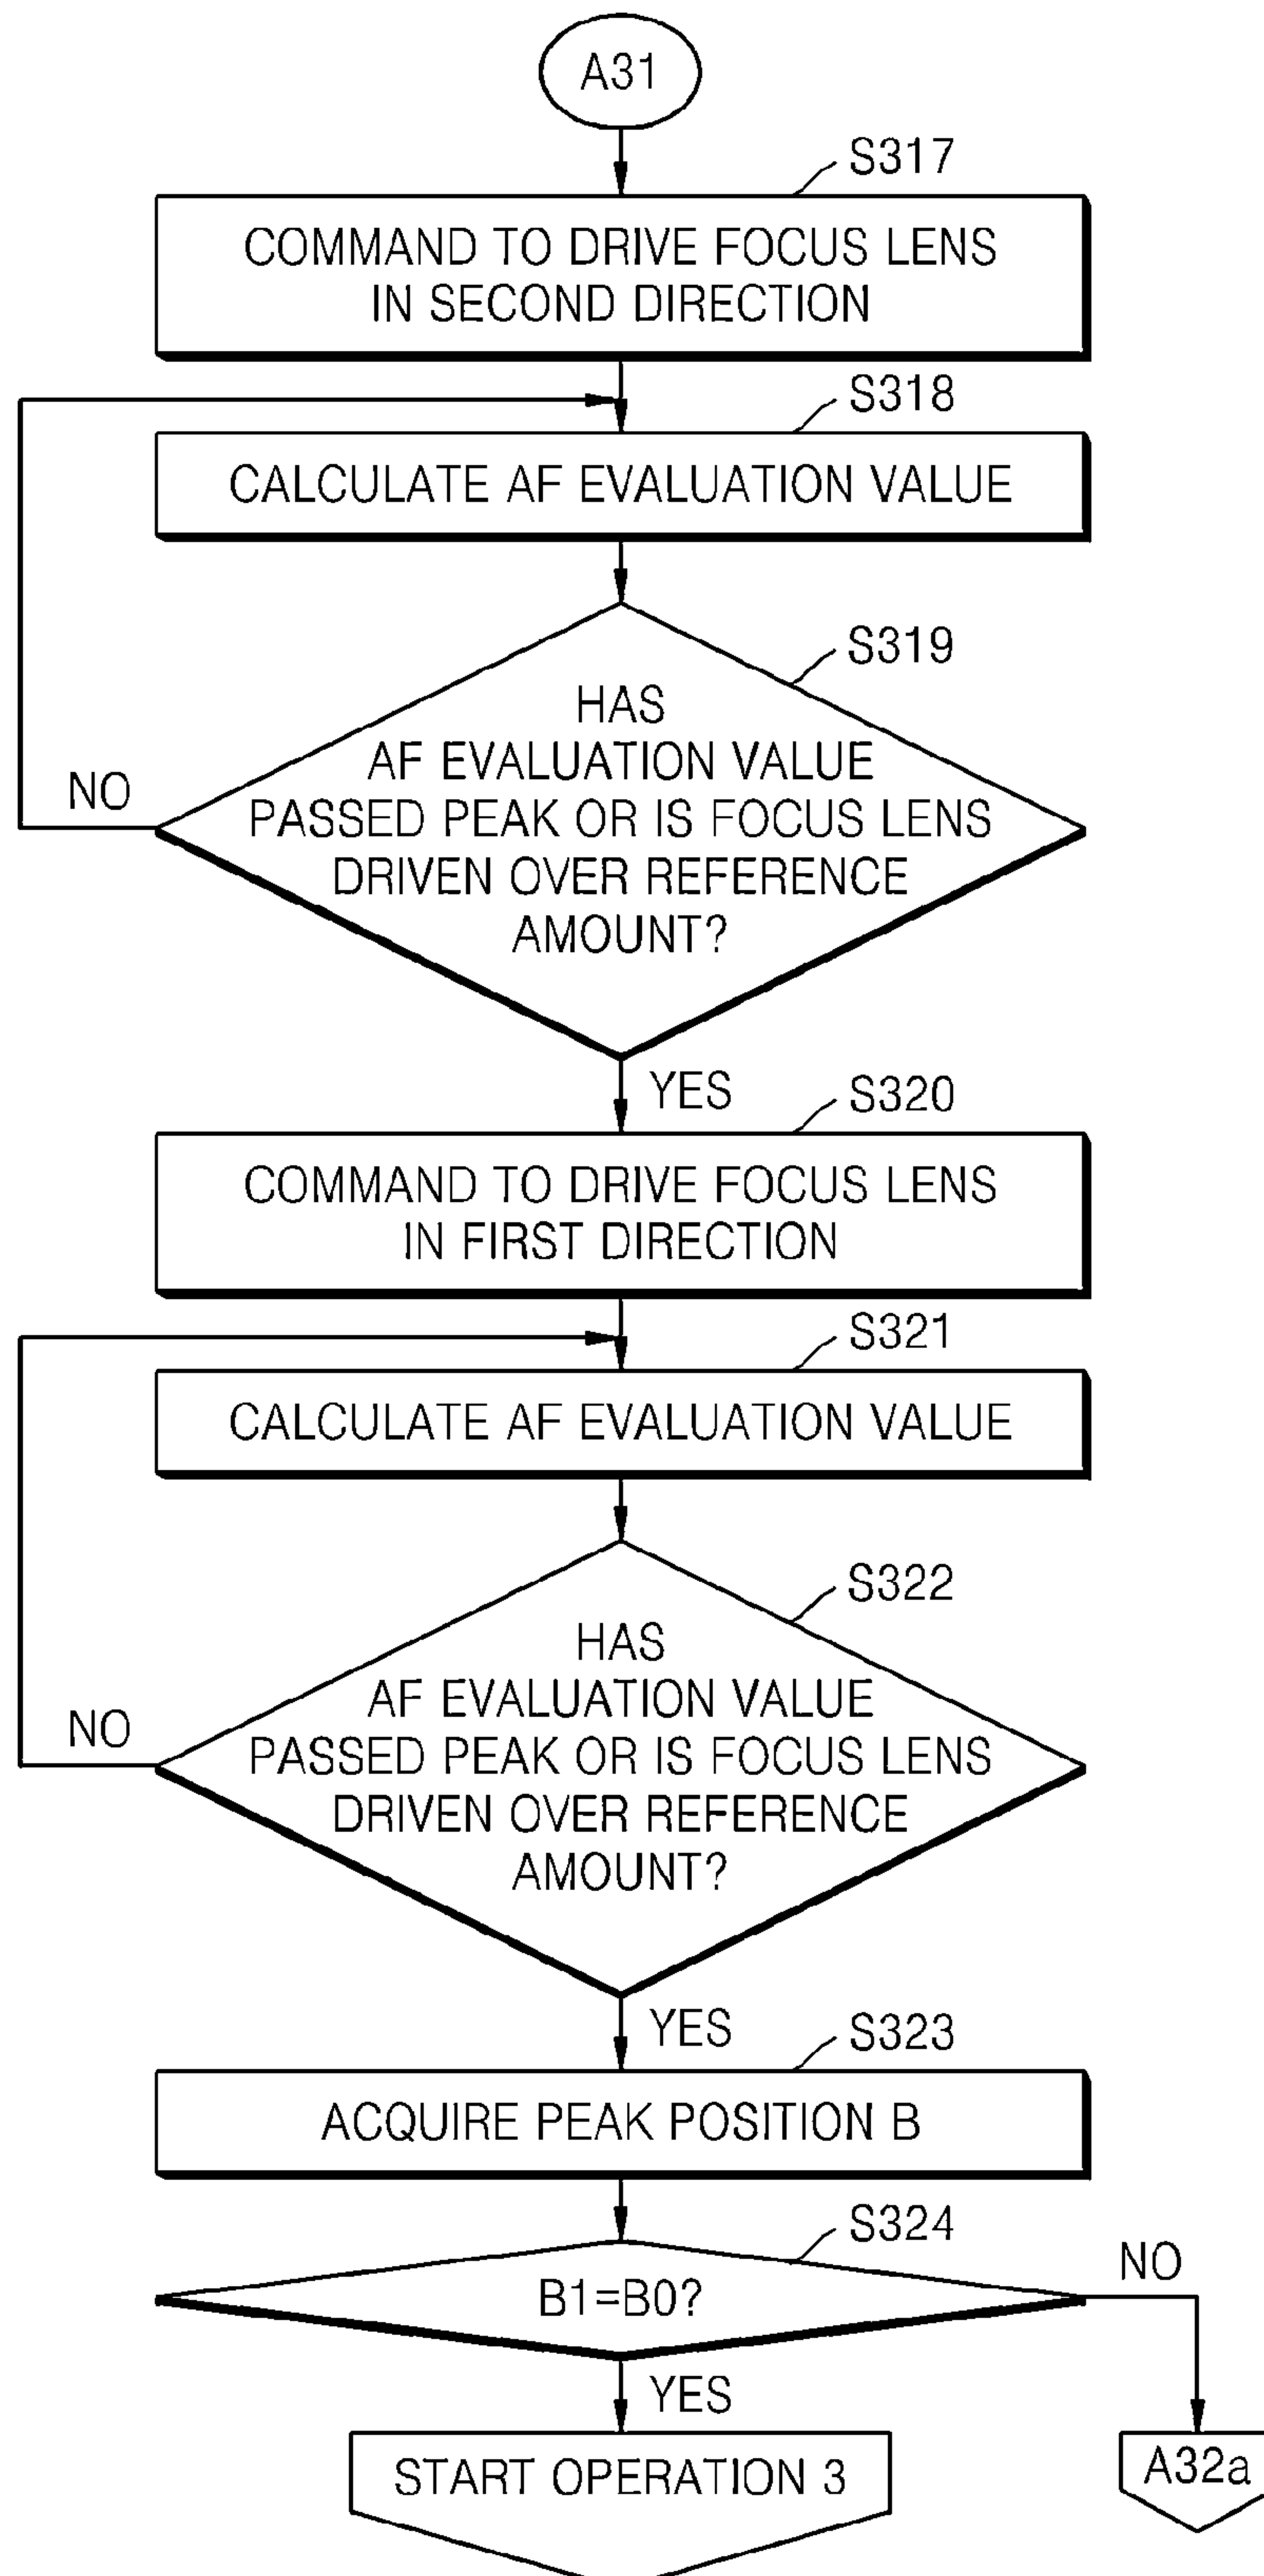 A31
S317
COMMAND TO DRIVE FOCUS LENS
IN SECOND DIRECTION
S318
CALCULATE AF EVALUATION VALUE
S319
HAS
AF EVALUATION VALUE
PASSED PEAK OR IS FOCUS LENS
DRIVEN OVER REFERENCE
AMOUNT?
NO
YES
S320
COMMAND TO DRIVE FOCUS LENS
IN FIRST DIRECTION
S321
CALCULATE AF EVALUATION VALUE
S322
HAS
AF EVALUATION VALUE
PASSED PEAK OR IS FOCUS LENS
DRIVEN OVER REFERENCE
AMOUNT?
NO
YES
S323
ACQUIRE PEAK POSITION B
S324
B1=B0?
NO
YES
START OPERATION 3
A32a